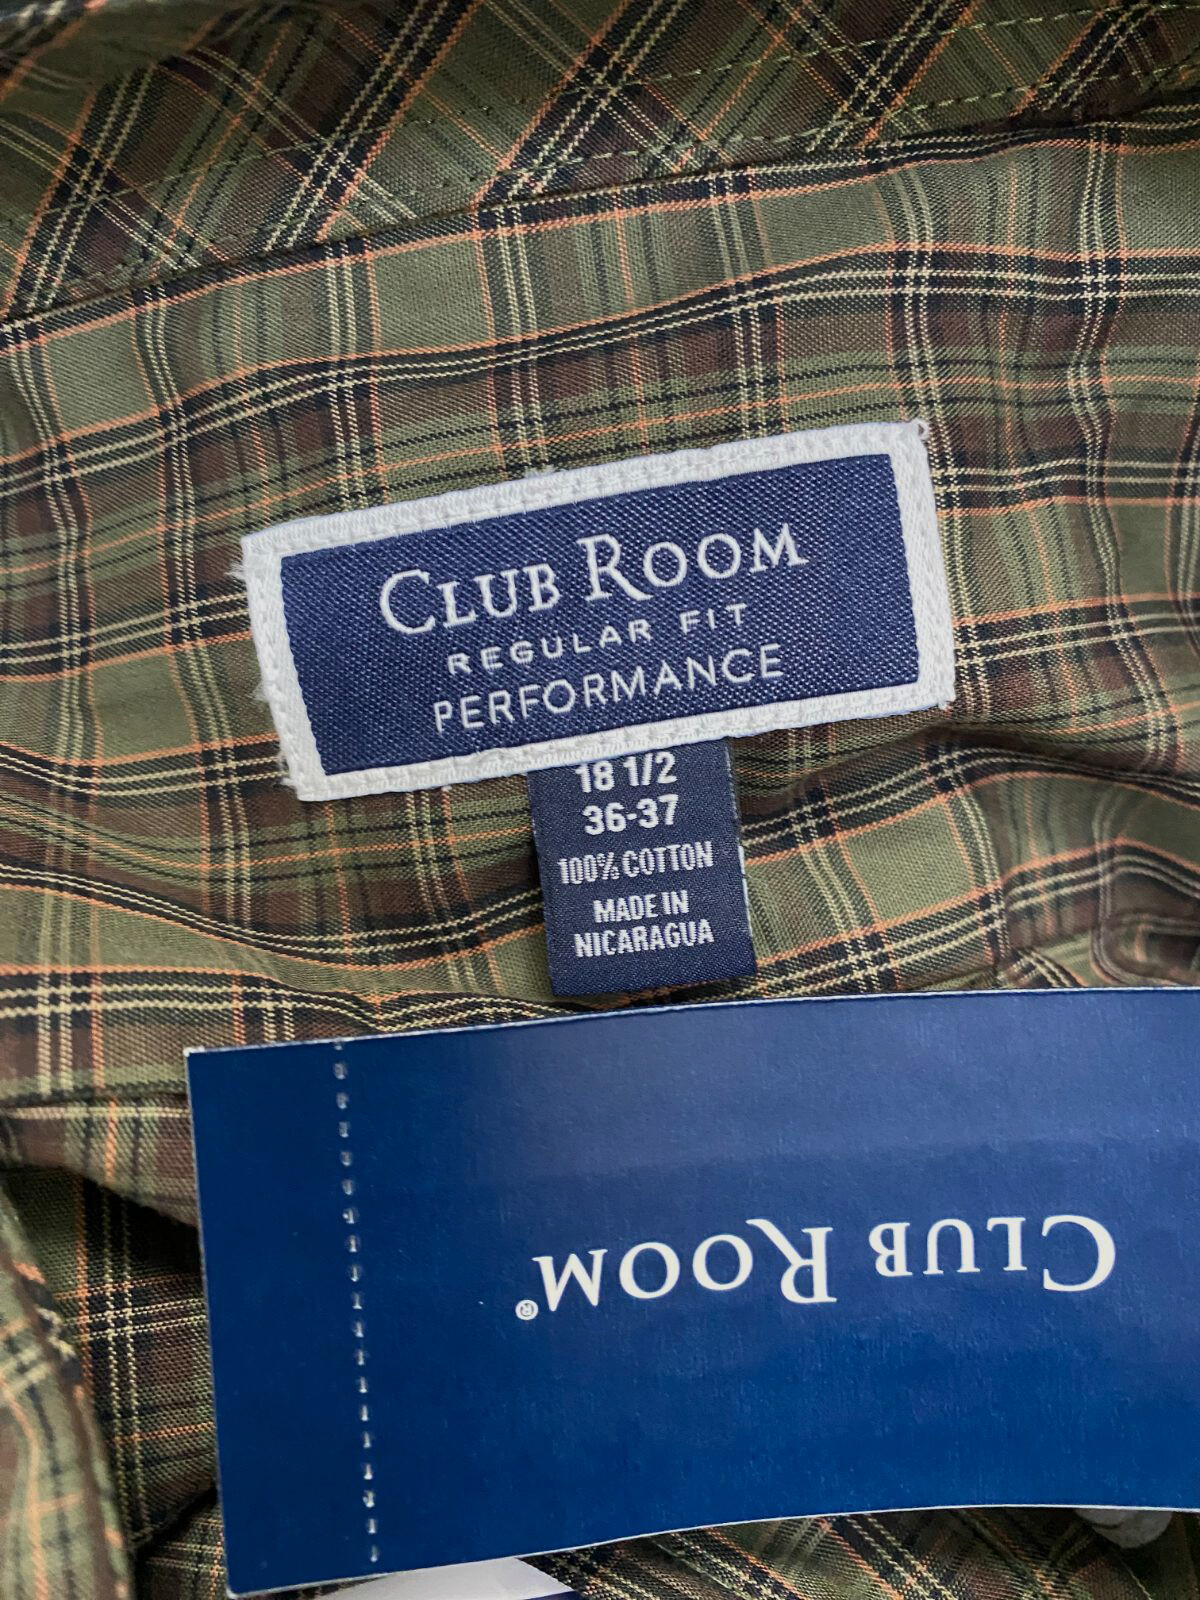 CLUB ROOM
REGULAR FIT
PERFORMANCE
18 1/2
36-37
100% COTTON
MADE IN
NICARAGUA
CLUB ROOM®